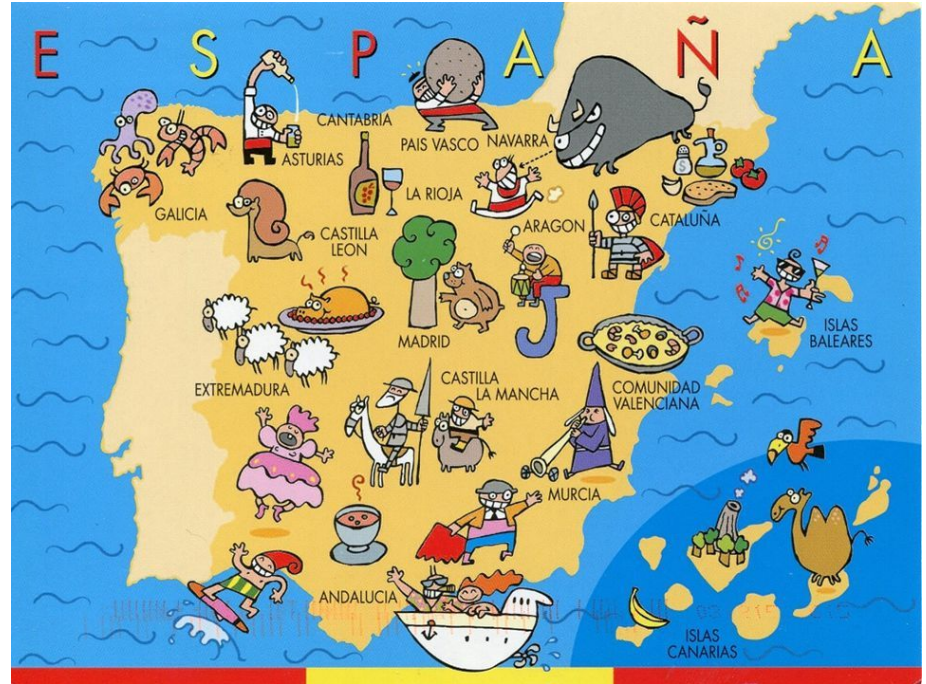 E S P A Ñ A
CANTABRIA
ASTURIAS
PAIS VASCO
NAVARRA
LA RIOJA
GALICIA
CASTILLA
LEON
ARAGON
CATALUÑA
MADRID
ISLAS
BALEARES
EXTREMADURA
CASTILLA
LA MANCHA
COMUNIDAD
VALENCIANA
MURCIA
ANDALUCIA
ISLAS
CANARIAS